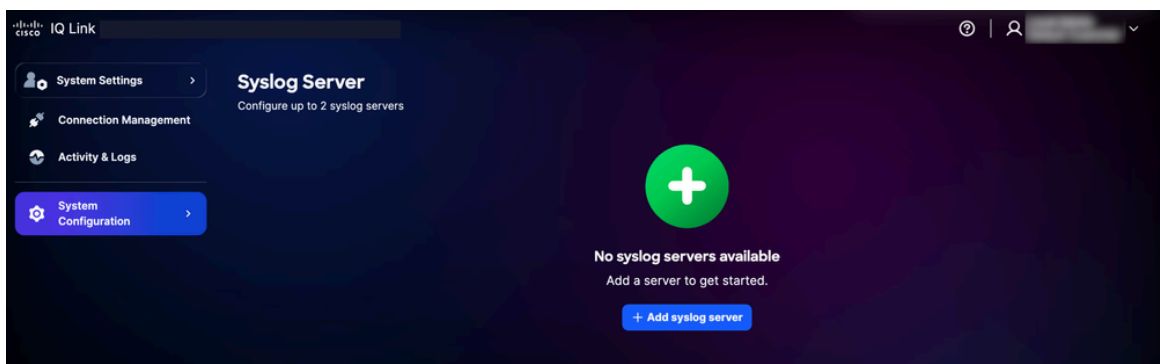 cisco IQ Link
System Settings
Connection Management
Activity & Logs
System
Configuration
Syslog Server
Configure up to 2 syslog servers
No syslog servers available
Add a server to get started.
+ Add syslog server